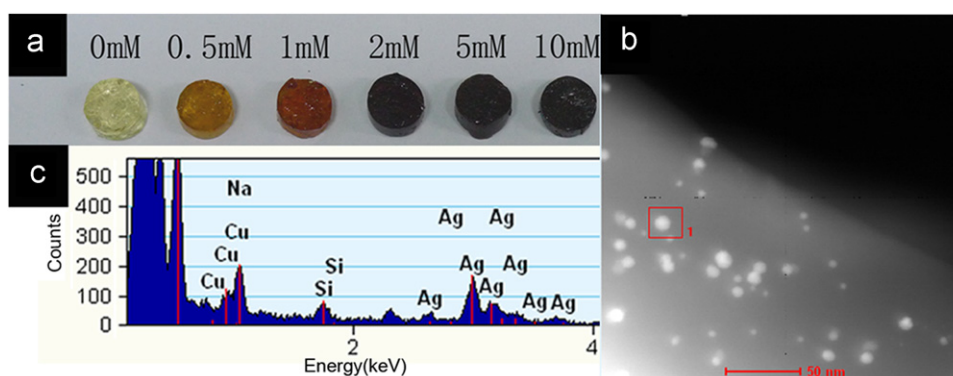 a
0mM 0.5mM 1mM 2mM 5mM 10mM
b
1
50 nm
c
Counts
500
400
300
200
100
0
Na
Cu
Cu
Cu
Si
Si
Ag Ag
Ag Ag
Ag
Ag
Ag Ag
2 4
Energy(keV)